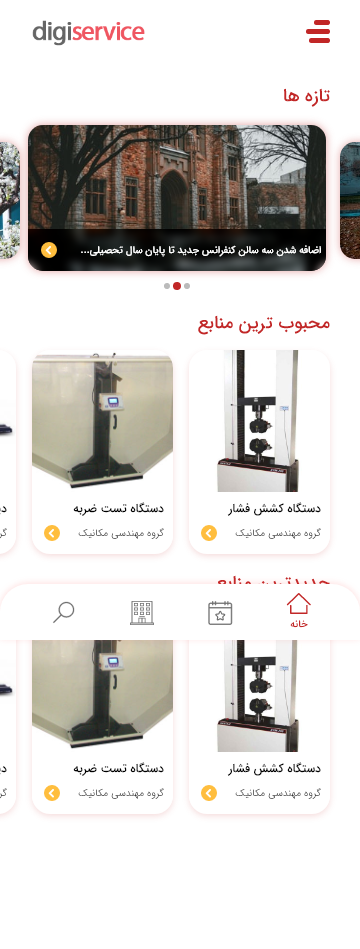 digiservice
تازه ها
اضافه شدن سه سالن کنفرانس جدید تا پایان سال تحصیلی...
محبوب ترین منابع
دستگاه کشش فشار
گروه مهندسی مکانیک
دستگاه تست ضربه
گروه مهندسی مکانیک
جدیدترین منابع
خانه
دستگاه کشش فشار
گروه مهندسی مکانیک
دستگاه تست ضربه
گروه مهندسی مکانیک